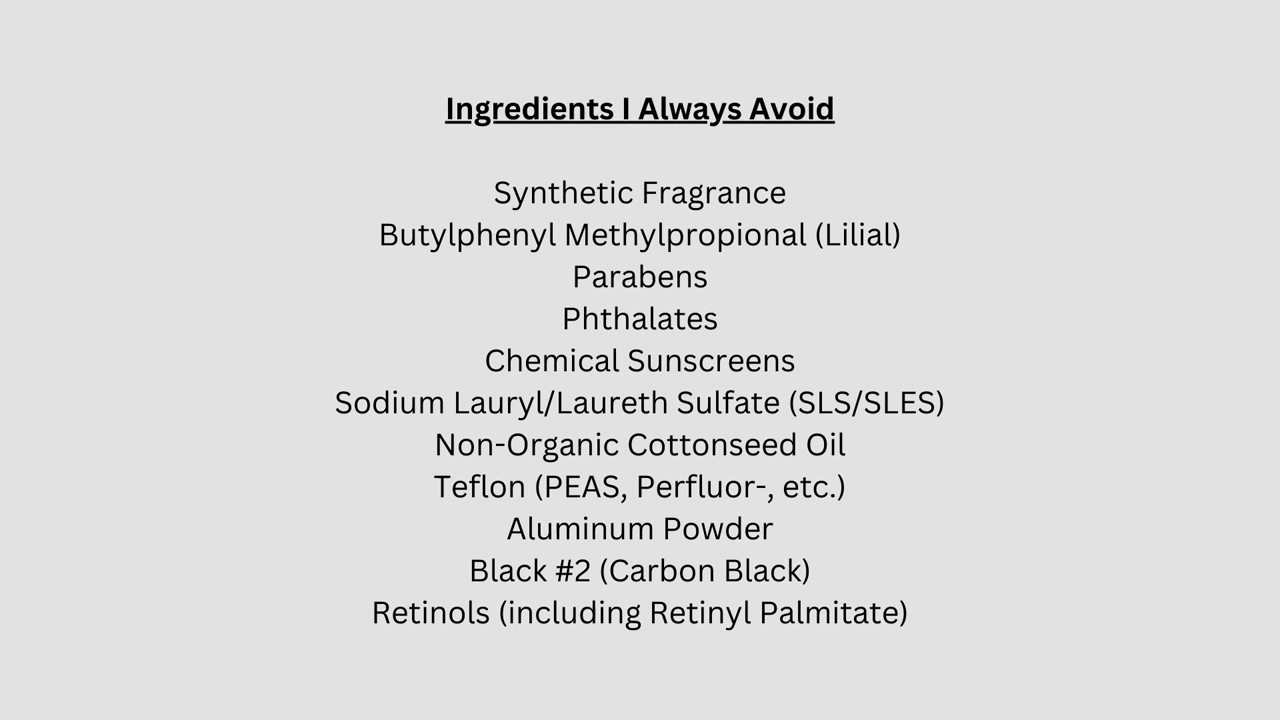 Ingredients I Always Avoid
Synthetic Fragrance
Butylphenyl Methylpropional (Lilial)
Parabens
Phthalates
Chemical Sunscreens
Sodium Lauryl/Laureth Sulfate (SLS/SLES)
Non-Organic Cottonseed Oil
Teflon (PEAS, Perfluor-, etc.)
Aluminum Powder
Black #2 (Carbon Black)
Retinols (including Retinyl Palmitate)